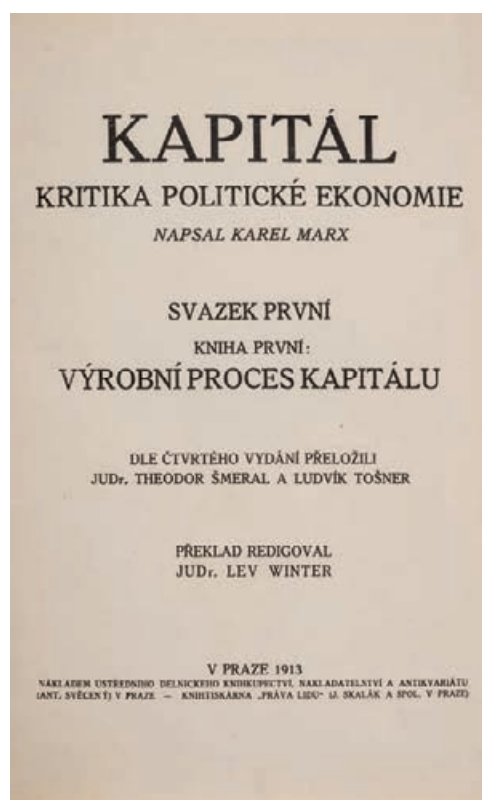 KAPITÁL
KRITIKA POLITICKÉ EKONOMIE
NAPSAL KAREL MARX
SVAZEK PRVNÍ
KNIHA PRVNÍ:
VÝROBNÍ PROCES KAPITÁLU
DLE ČTVRTÉHO VYDÁNÍ PŘELOŽILI
JUDr. THEODOR ŠMERAL A LUDVÍK TOŠNER
PŘEKLAD REDIGOVAL
JUDr. LEV WINTER
V PRAZE 1913
NÁKLADEM ÚSTŘEDNÍHO DĚLNICKÉHO KNIHKUPECTVÍ, NAKLADATELSTVÍ A ANTIKVARIÁTU
(ANT. SVĚCENÝ) V PRAZE — KNIHTISKÁRNA „PRÁVA LIDU" (J. SKALÁK A SPOL. V PRAZE)